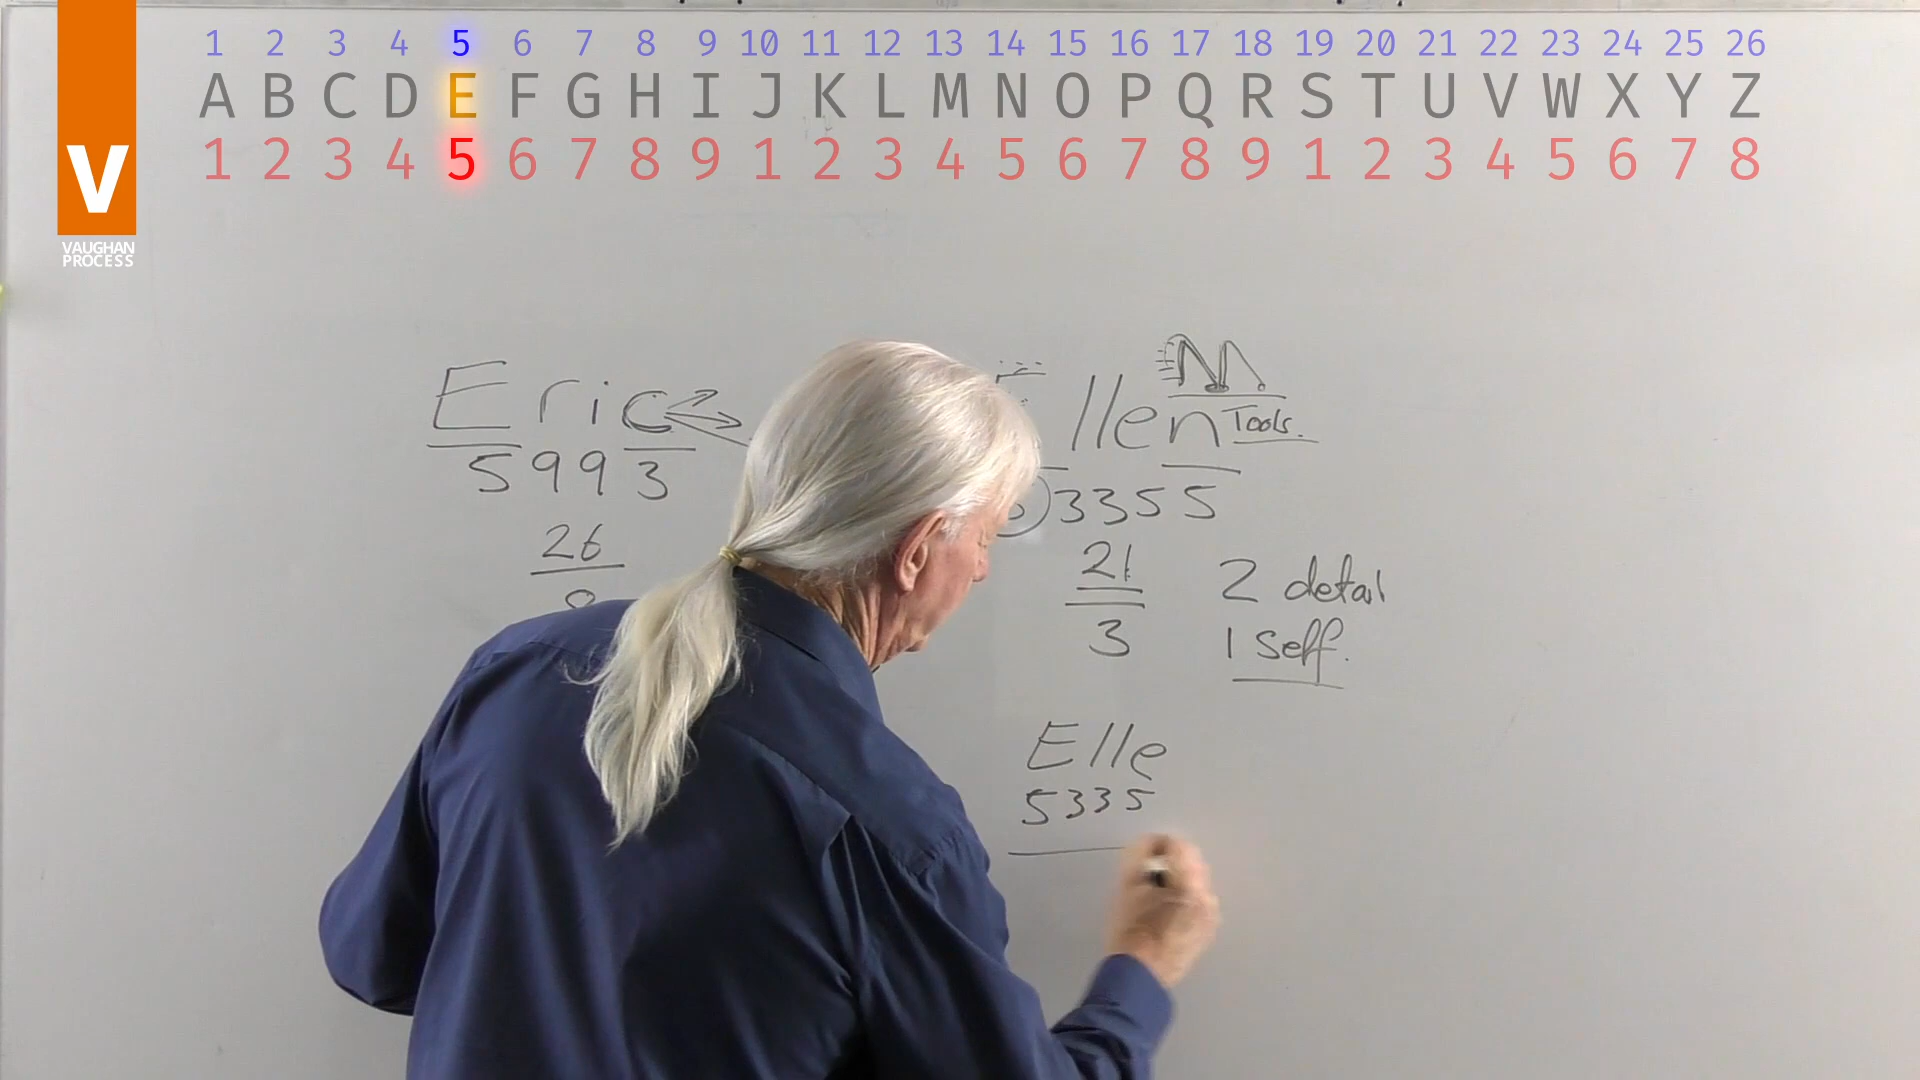 1 2 3 4 5 6 7 8 9 10 11 12 13 14 15 16 17 18 19 20 21 22 23 24 25 26
A B C D E F G H I J K L M N O P Q R S T U V W X Y Z
1 2 3 4 5 6 7 8 9 1 2 3 4 5 6 7 8 9 1 2 3 4 5 6 7 8
V
VAUGHAN
PROCESS
Eric
5993
26
llen
Tools.
3355
21
3
2 detail
1 self.
Elle
5335